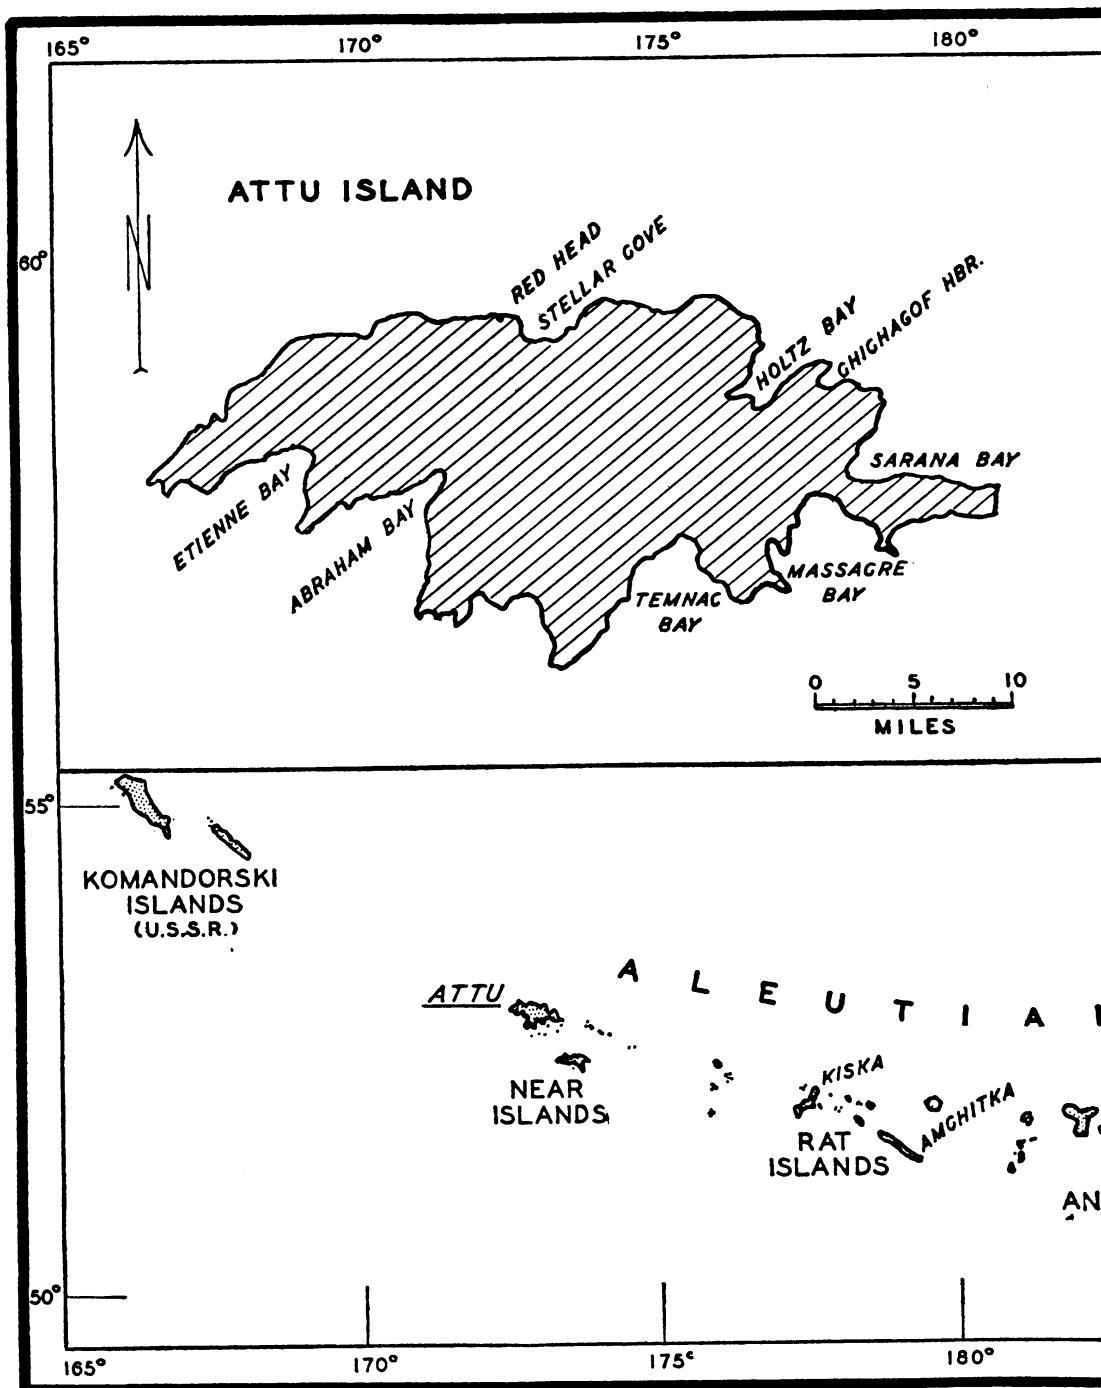 165° 170° 175° 180°
N
ATTU ISLAND
60°
RED HEAD
STELLAR COVE
HOLTZ BAY
CHICHAGOF HBR.
SARANA BAY
ETIENNE BAY
ABRAHAM BAY
MASSACRE
BAY
TEMNAC
BAY
0 5 10
MILES
55°
KOMANDORSKI
ISLANDS
(U.S.S.R.)
ALEUTIA
ATTU
NEAR
ISLANDS
KISKA
AMCHITKA
RAT
ISLANDS
AN
50°
165° 170° 175° 180°